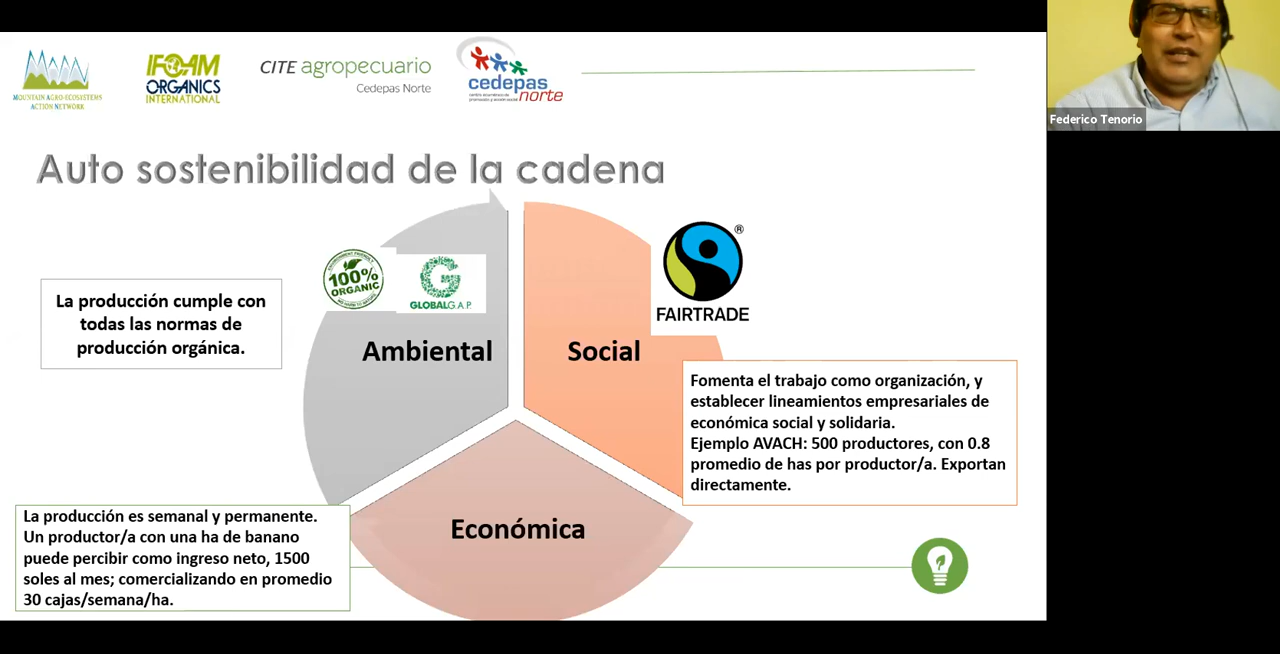 MOUNTAIN AGRO-ECOSYSTEMS
ACTION NETWORK
IFOAM
ORGANICS
INTERNATIONAL
CITE agropecuario
Cedepas Norte
cedepas
norte
Federico Tenorio
Auto sostenibilidad de la cadena
100%
ORGANIC
GLOBALG.A.P.
®
FAIRTRADE
La producción cumple con
todas las normas de
producción orgánica.
Ambiental
Social
Fomenta el trabajo como organización, y
establecer lineamientos empresariales de
económica social y solidaria.
Ejemplo AVACH: 500 productores, con 0.8
promedio de has por productor/a. Exportan
directamente.
Económica
La producción es semanal y permanente.
Un productor/a con una ha de banano
puede percibir como ingreso neto, 1500
soles al mes; comercializando en promedio
30 cajas/semana/ha.